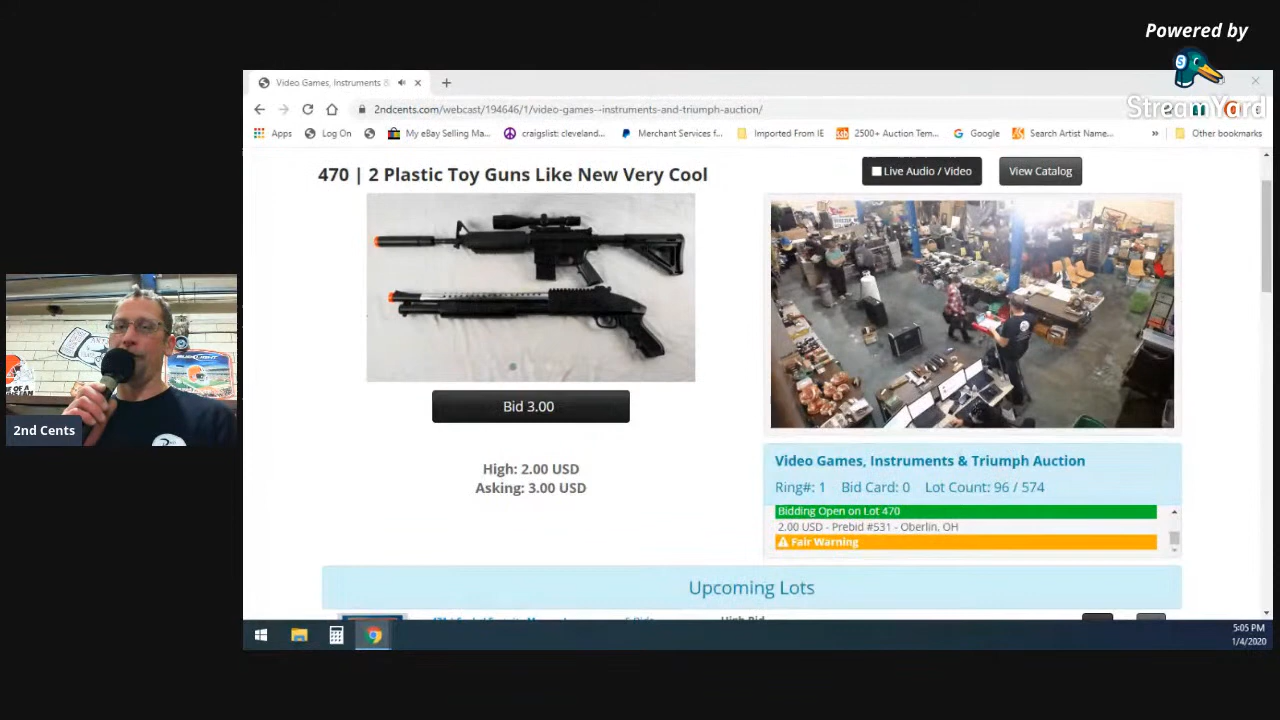 Powered by
StreamYard
Video Games, Instruments &
2ndcents.com/webcast/194646/1/video-games--instruments-and-triumph-auction/
Apps
Log On
My eBay Selling Ma...
craigslist: cleveland...
Merchant Services f...
Imported From IE
2500+ Auction Tem...
Google
Search Artist Name...
»
Other bookmarks
470 | 2 Plastic Toy Guns Like New Very Cool
Live Audio / Video
View Catalog
Bid 3.00
High: 2.00 USD
Asking: 3.00 USD
Video Games, Instruments & Triumph Auction
Ring#: 1 Bid Card: 0 Lot Count: 96 / 574
Bidding Open on Lot 470
2.00 USD - Prebid #531 - Oberlin, OH
Fair Warning
Upcoming Lots
2nd Cents
5:05 PM
1/4/2020